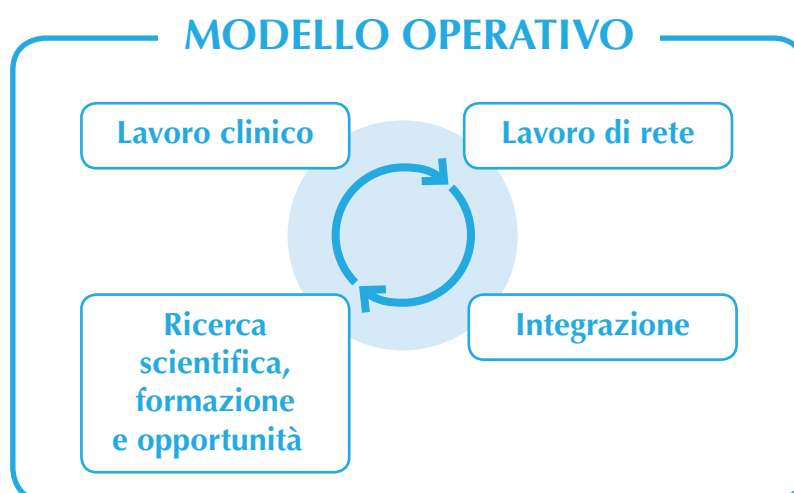 MODELLO OPERATIVO
Lavoro clinico
Lavoro di rete
Ricerca
scientifica,
formazione
e opportunità
Integrazione